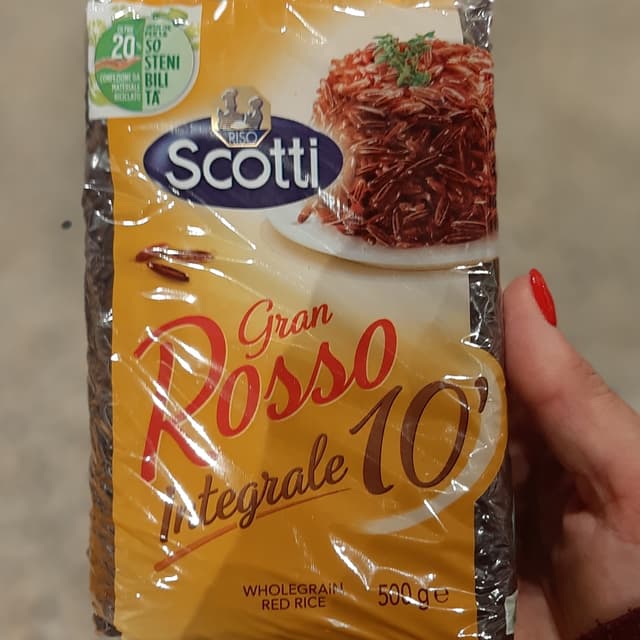 OLTRE
20
CONFEZIONE DA
MATERIALE
RICICLATO
SO
STENI
BILI
TÀ
RISO
Scotti
Gran
Rosso
integrale 10'
WHOLEGRAIN
RED RICE
500 g e